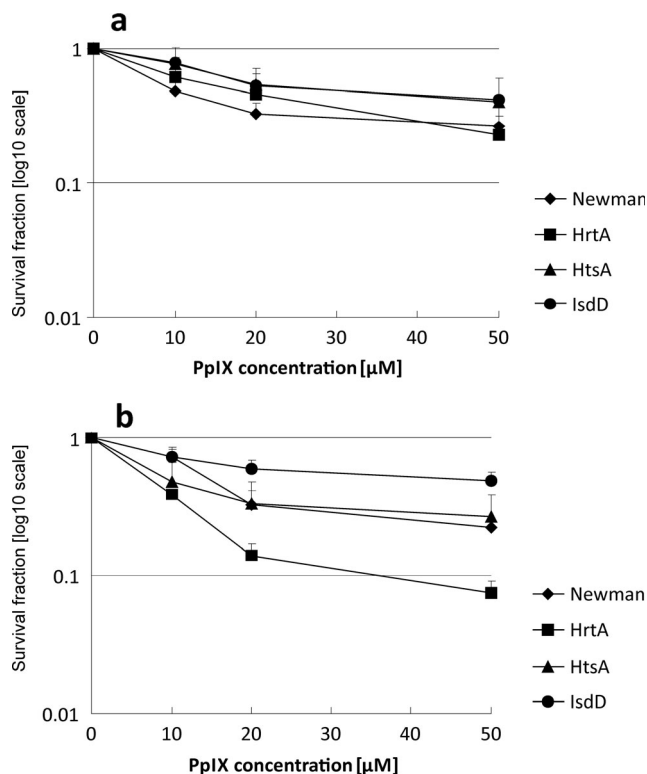 a
Survival fraction [log10 scale]
1
0.1
0.01
0
10
20
30
40
50
PpIX concentration [µM]
Newman
HrtA
HtsA
IsdD
b
Survival fraction [log10 scale]
1
0.1
0.01
0
10
20
30
40
50
PpIX concentration [µM]
Newman
HrtA
HtsA
IsdD